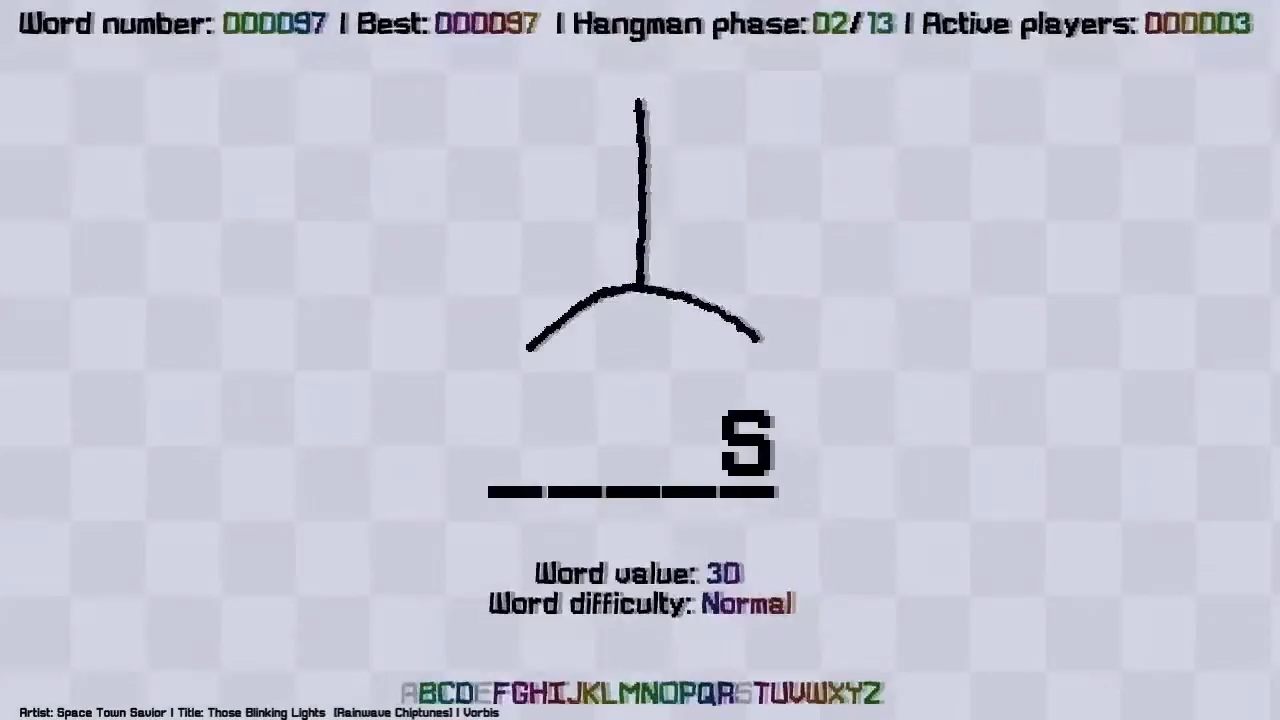 Word number: 000097 | Best: 000097 | Hangman phase: 02/13 | Active players: 000003
S
Word value: 30
Word difficulty: Normal
ABCDEFGHIJKLMNOPQRSTUVWXYZ
Artist: Space Town Savior | Title: Those Blinking Lights [Rainwave Chiptunes] | Vorbis